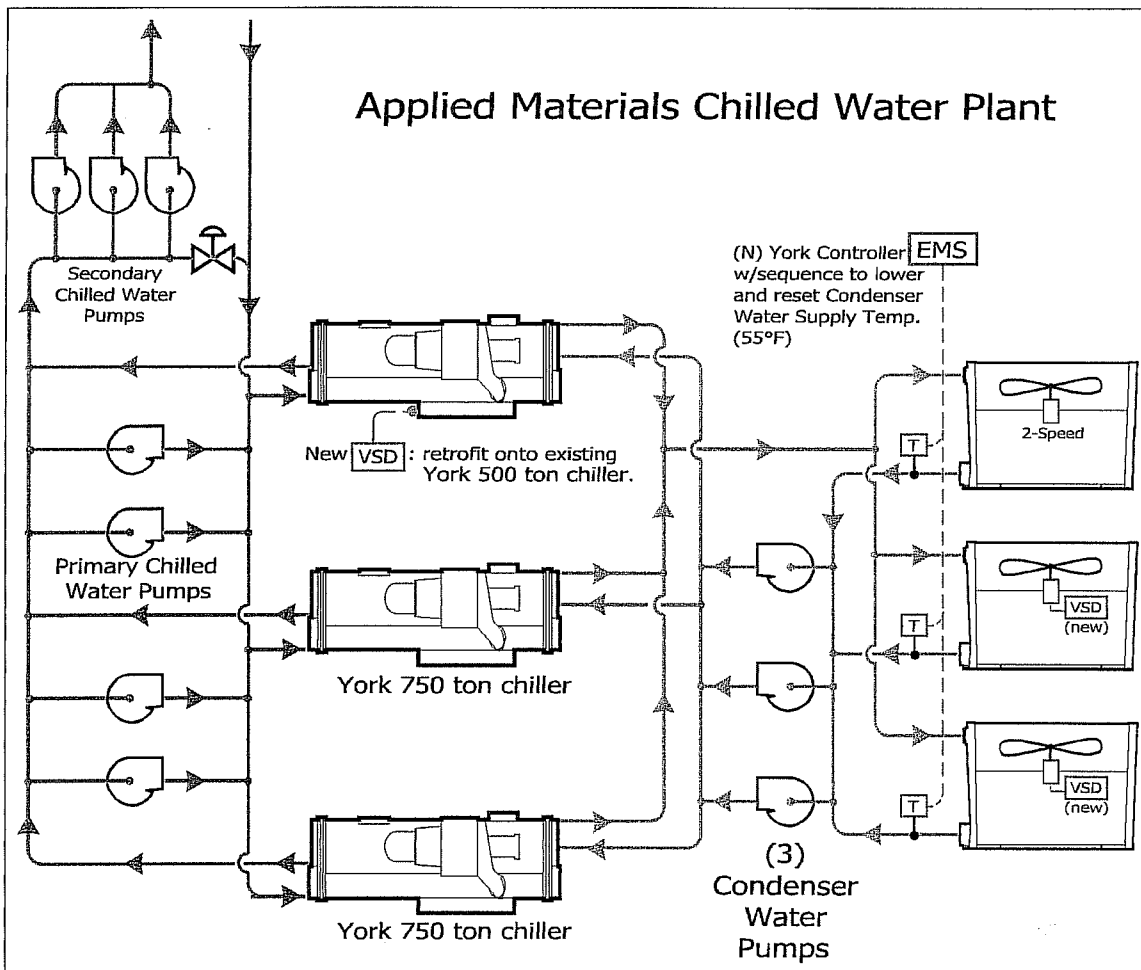 Applied Materials Chilled Water Plant
Secondary
Chilled Water
Pumps
(N) York Controller
w/sequence to lower
and reset Condenser
Water Supply Temp.
(55°F)
EMS
New VSD : retrofit onto existing
York 500 ton chiller.
2-Speed
T
Primary Chilled
Water Pumps
York 750 ton chiller
T
VSD
(new)
T
VSD
(new)
(3)
Condenser
Water
Pumps
York 750 ton chiller